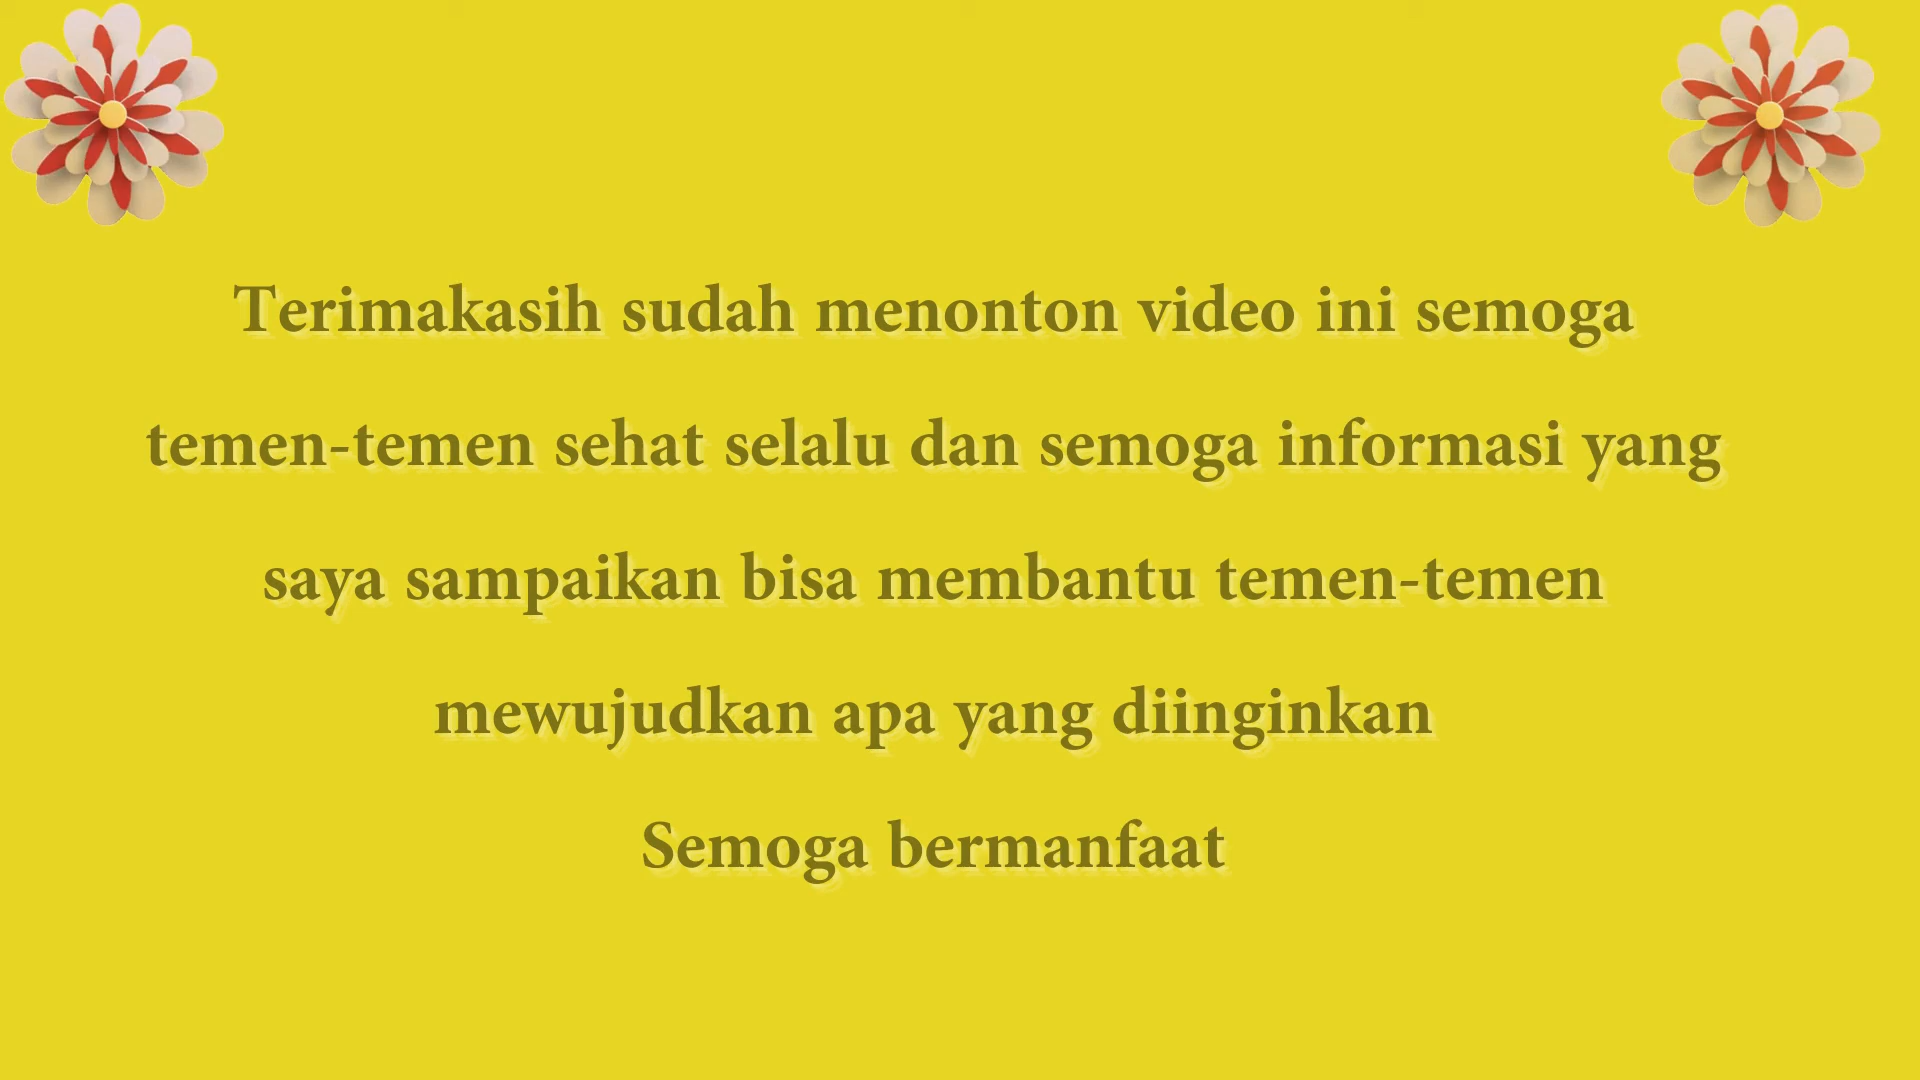 Terimakasih sudah menonton video ini semoga
temen-temen sehat selalu dan semoga informasi yang
saya sampaikan bisa membantu temen-temen
mewujudkan apa yang diinginkan
Semoga bermanfaat